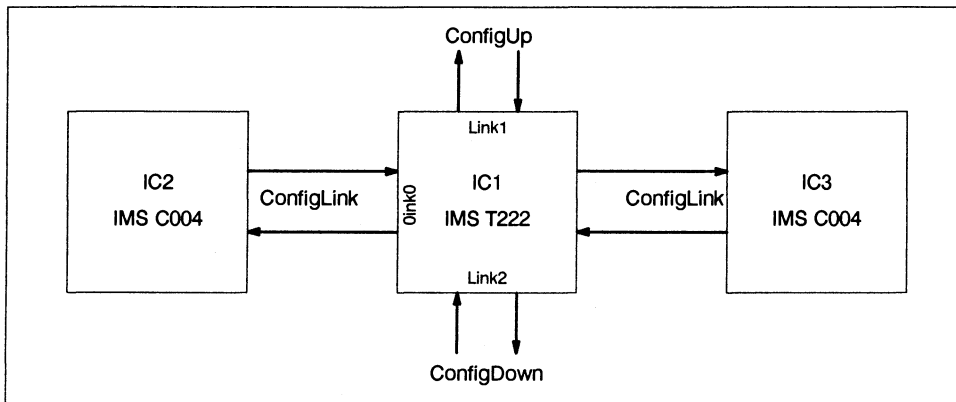 ConfigUp
Link1
IC2
IMS C004
ConfigLink
0ink0
IC1
IMS T222
ConfigLink
IC3
IMS C004
Link2
ConfigDown